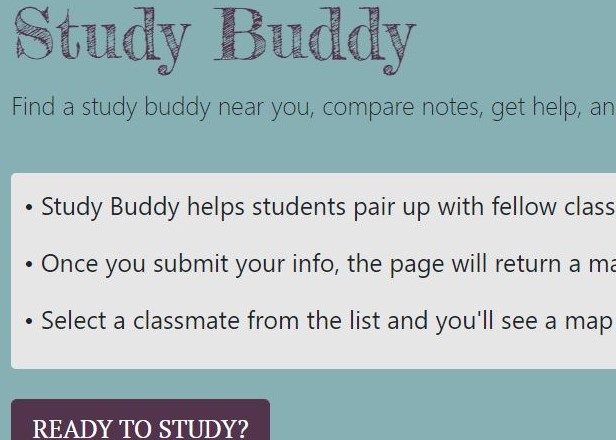 Study Buddy
Find a study buddy near you, compare notes, get help, an
• Study Buddy helps students pair up with fellow class
• Once you submit your info, the page will return a ma
• Select a classmate from the list and you'll see a map
READY TO STUDY?